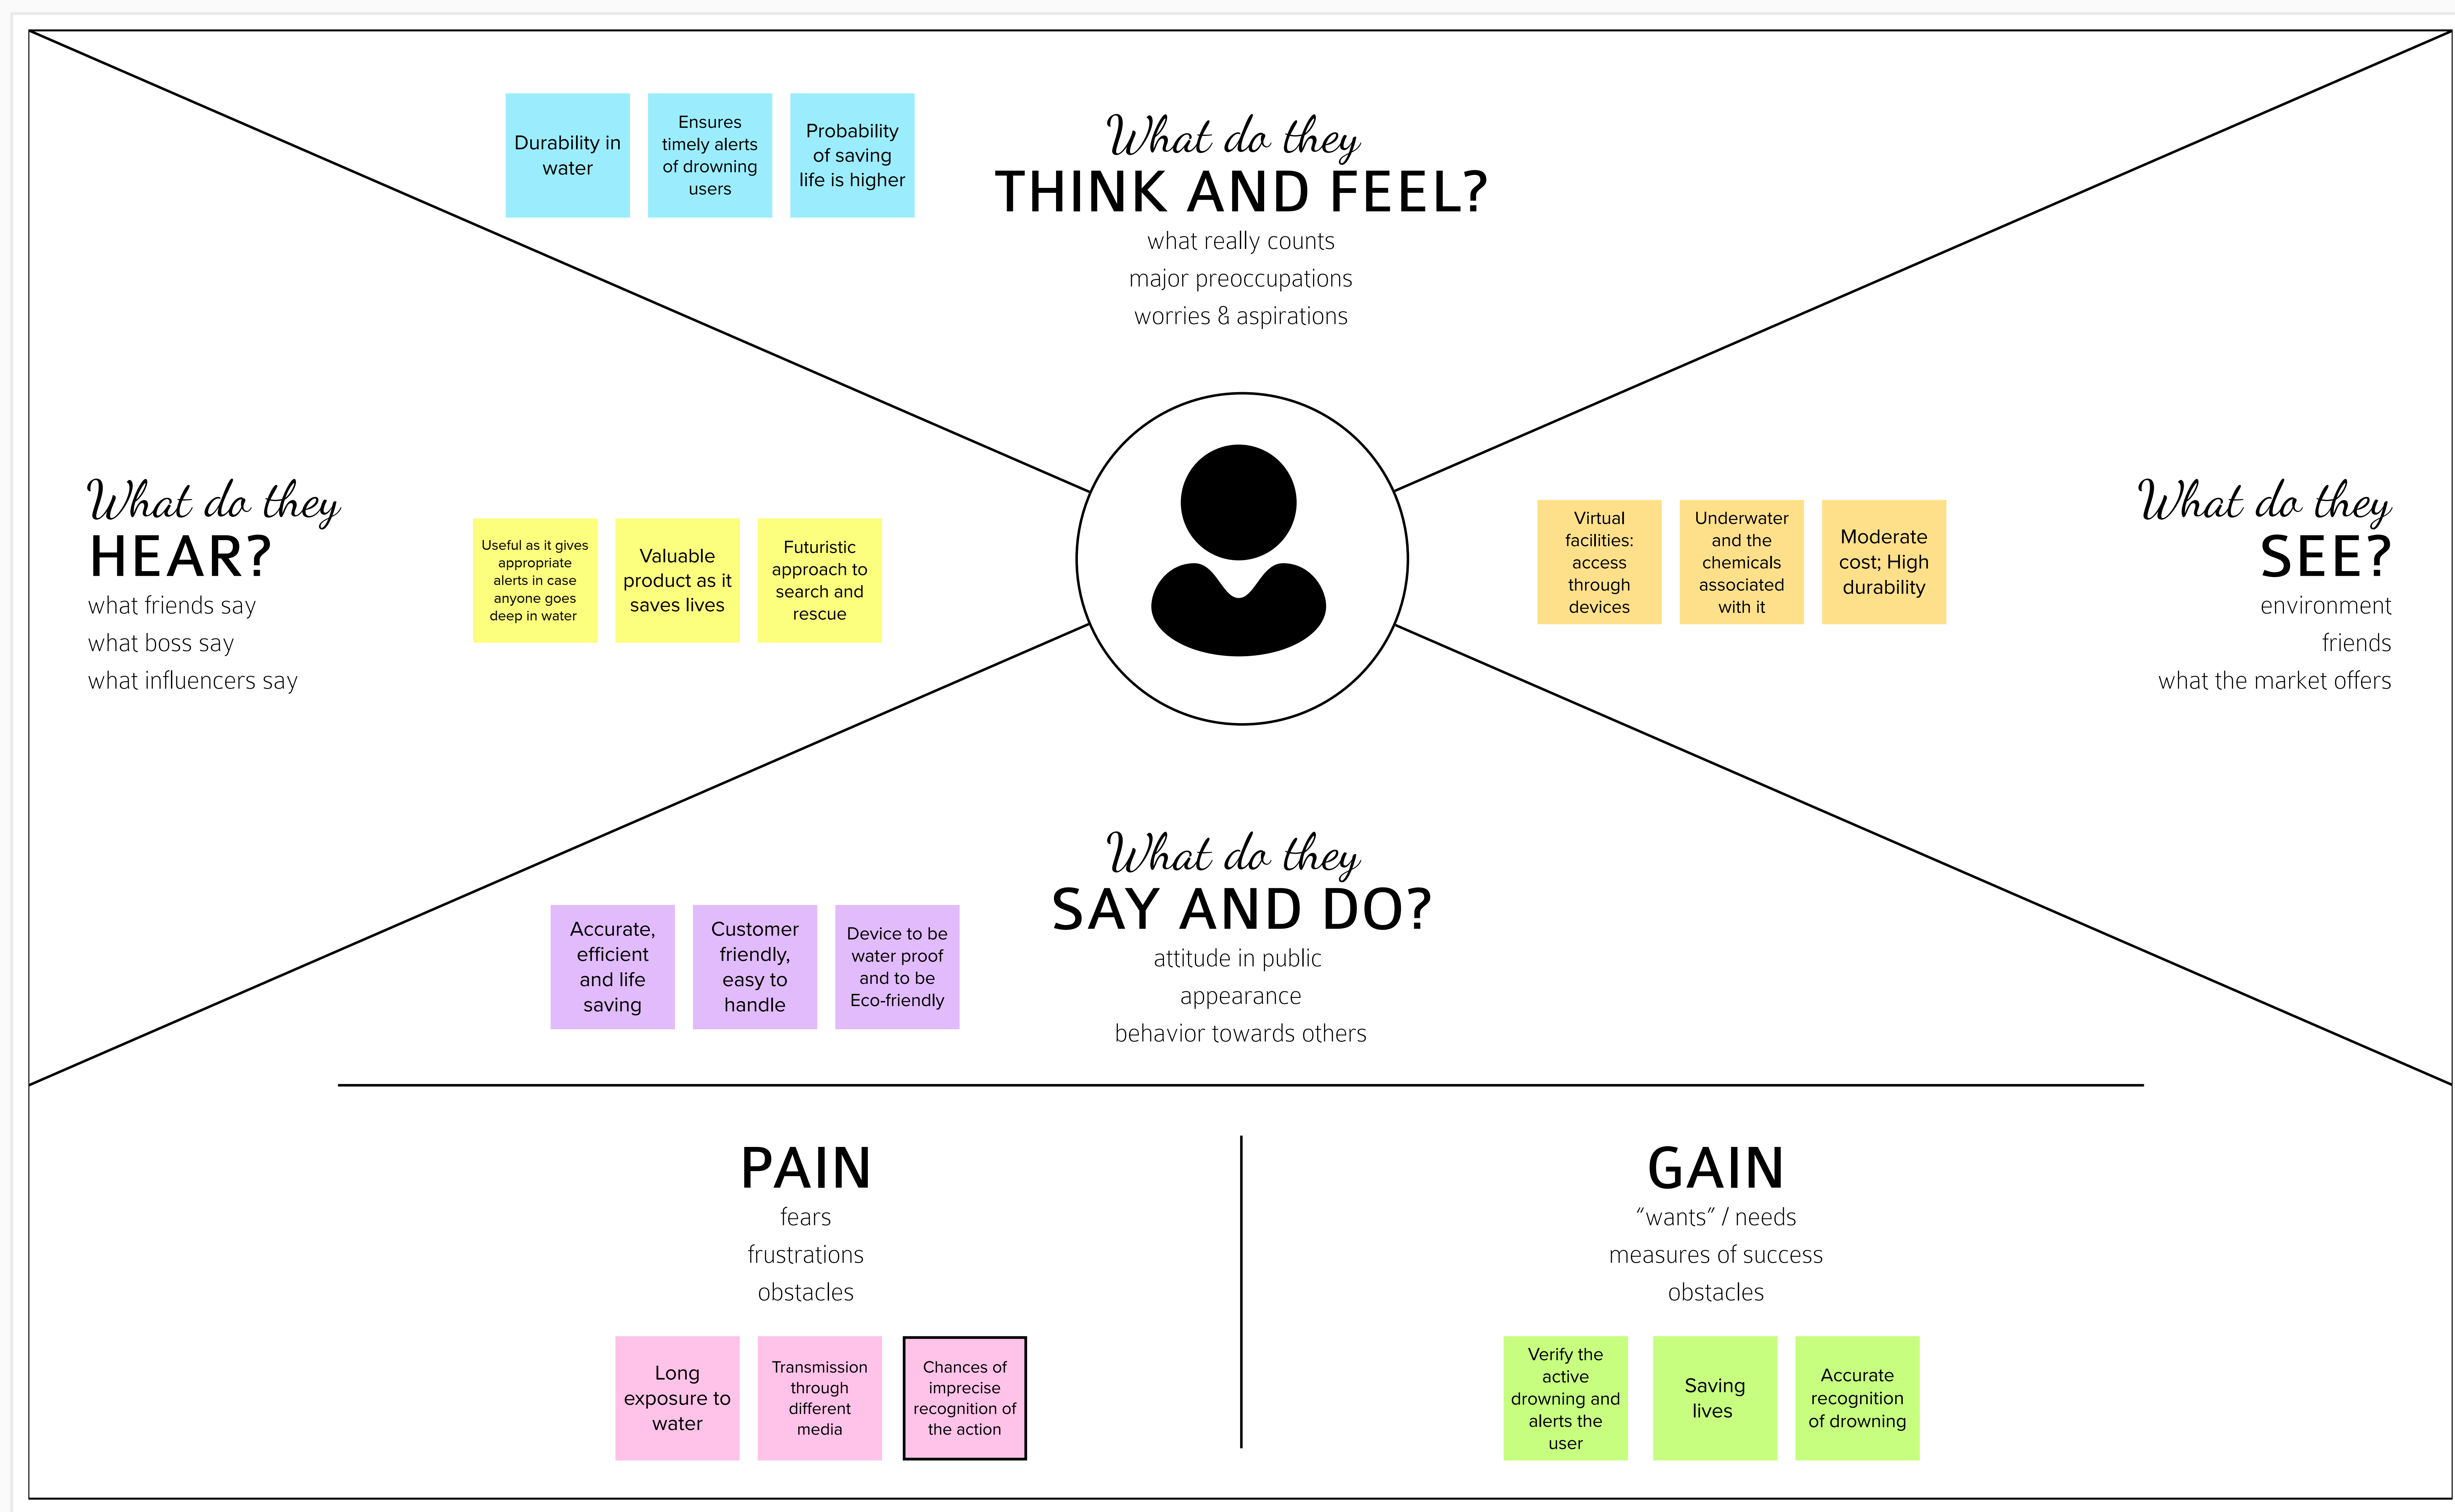 Durability in
water
Ensures
timely alerts
of drowning
users
Probability
of saving
life is higher
What do they
THINK AND FEEL?
what really counts
major preoccupations
worries & aspirations
What do they
HEAR?
what friends say
what boss say
what influencers say
Useful as it gives
appropriate
alerts in case
anyone goes
deep in water
Valuable
product as it
saves lives
Futuristic
approach to
search and
rescue
Virtual
facilities:
access
through
devices
Underwater
and the
chemicals
associated
with it
Moderate
cost; High
durability
What do they
SEE?
environment
friends
what the market offers
Accurate,
efficient
and life
saving
Customer
friendly,
easy to
handle
Device to be
water proof
and to be
Eco-friendly
What do they
SAY AND DO?
attitude in public
appearance
behavior towards others
PAIN
fears
frustrations
obstacles
Long
exposure to
water
Transmission
through
different
media
Chances of
imprecise
recognition of
the action
GAIN
“wants” / needs
measures of success
obstacles
Verify the
active
drowning and
alerts the
user
Saving
lives
Accurate
recognition
of drowning